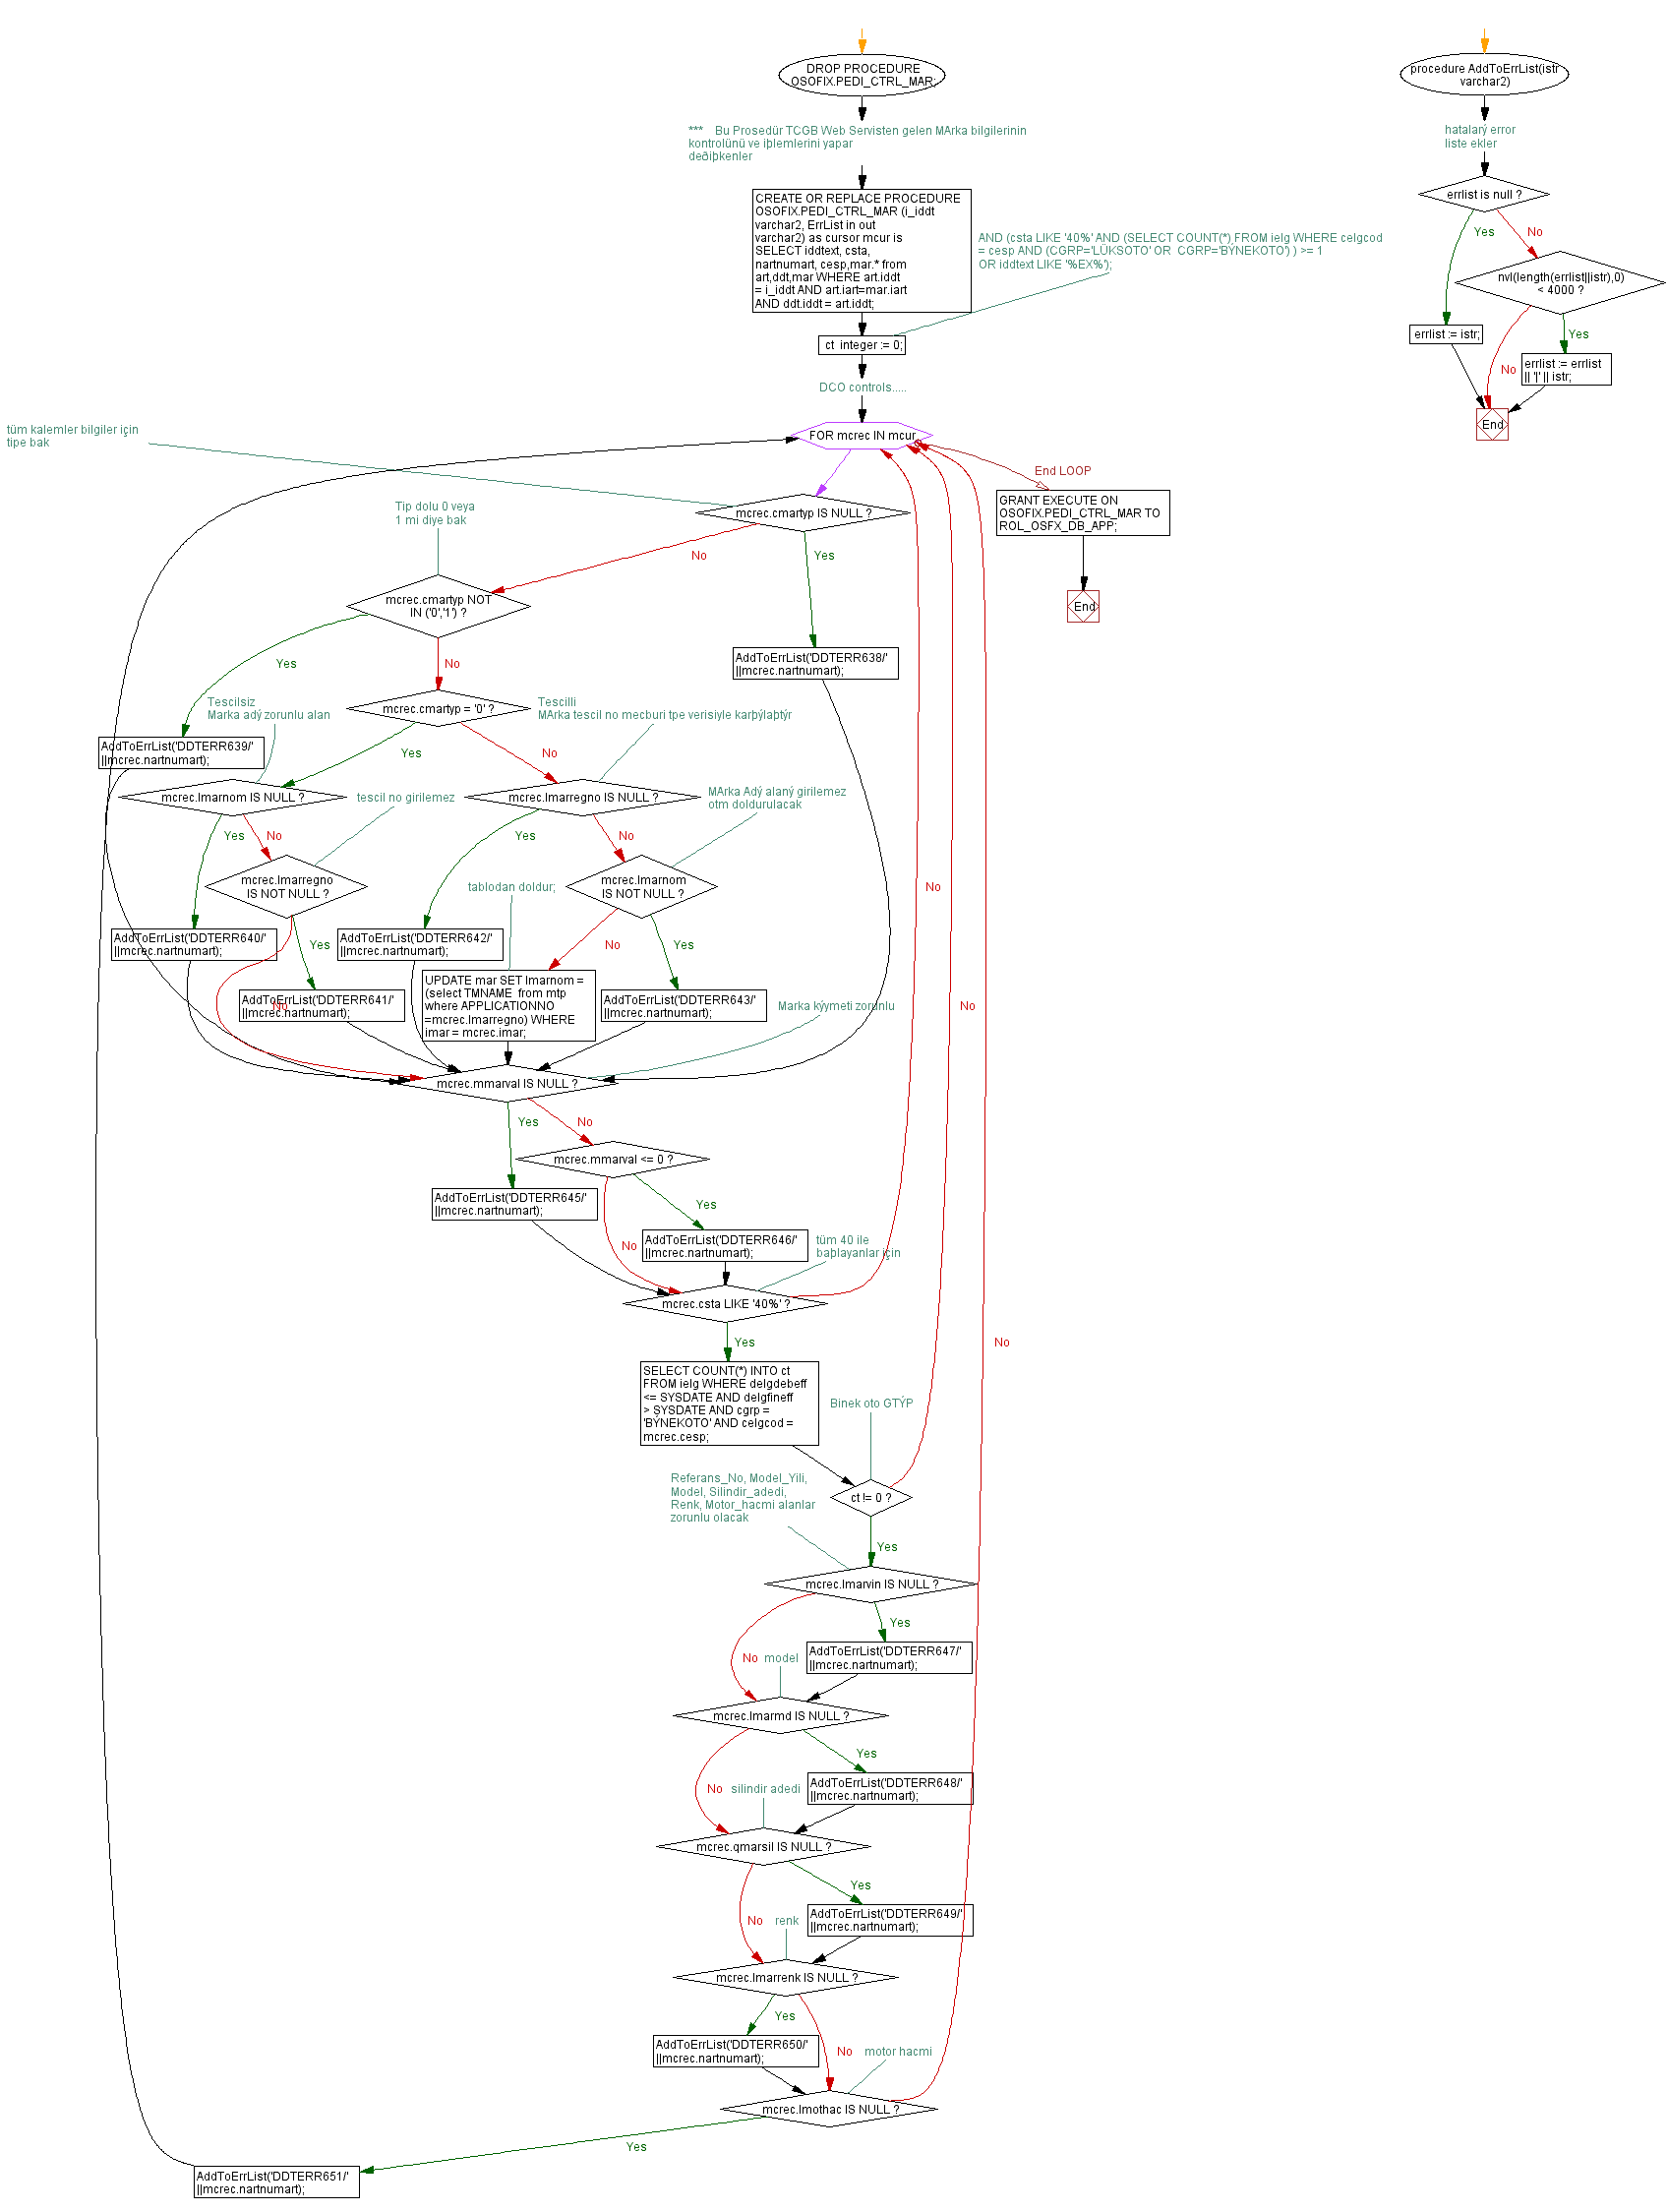 DROP PROCEDURE
OSOFIX.PEDI_CTRL_MAR;
*** Bu Prosedür TCGB Web Servisten gelen MArka bilgilerinin
kontrolünü ve iþlemlerini yapar
deðiþkenler
CREATE OR REPLACE PROCEDURE
OSOFIX.PEDI_CTRL_MAR (i_iddt
varchar2, ErrList in out
varchar2) as cursor mcur is
SELECT iddtext, csta,
nartnumart, cesp,mar.* from
art,ddt,mar WHERE art.iddt
= i_iddt AND art.iart=mar.iart
AND ddt.iddt = art.iddt;
AND (csta LIKE '40%' AND (SELECT COUNT(*) FROM ielg WHERE celgcod
= cesp AND (CGRP='LÜKSOTO' OR CGRP='BÝNEKOTO') ) >= 1
OR iddtext LIKE '%EX%');
ct integer := 0;
DCO controls.....
FOR mcrec IN mcur
End LOOP
GRANT EXECUTE ON
OSOFIX.PEDI_CTRL_MAR TO
ROL_OSFX_DB_APP;
End
procedure AddToErrList(istr
varchar2)
hatalarý error
liste ekler
errlist is null ?
Yes
No
nvl(length(errlist||istr),0)
< 4000 ?
errlist := istr;
Yes
No
errlist := errlist
|| '|' || istr;
End
tüm kalemler bilgiler için
tipe bak
mcrec.cmartyp IS NULL ?
Tip dolu 0 veya
1 mi diye bak
No
Yes
mcrec.cmartyp NOT
IN ('0','1') ?
AddToErrList('DDTERR638/'
||mcrec.nartnumart);
Yes
No
Tescilsiz
Marka adý zorunlu alan
mcrec.cmartyp = '0' ?
Tescilli
MArka tescil no mecburi tpe verisiyle karþýlaþtýr
AddToErrList('DDTERR639/'
||mcrec.nartnumart);
Yes
No
mcrec.lmarnom IS NULL ?
tescil no girilemez
mcrec.lmarregno IS NULL ?
MArka Adý alaný girilemez
otm doldurulacak
Yes
No
Yes
No
mcrec.lmarregno
IS NOT NULL ?
tablodan doldur;
mcrec.lmarnom
IS NOT NULL ?
No
AddToErrList('DDTERR640/'
||mcrec.nartnumart);
Yes
AddToErrList('DDTERR642/'
||mcrec.nartnumart);
No
Yes
AddToErrList('DDTERR641/'
||mcrec.nartnumart);
No
UPDATE mar SET lmarnom =
(select TMNAME from mtp
where APPLICATIONNO
=mcrec.lmarregno) WHERE
imar = mcrec.imar;
AddToErrList('DDTERR643/'
||mcrec.nartnumart);
Marka kýymeti zorunlu
No
mcrec.mmarval IS NULL ?
Yes
No
mcrec.mmarval <= 0 ?
AddToErrList('DDTERR645/'
||mcrec.nartnumart);
Yes
No
AddToErrList('DDTERR646/'
||mcrec.nartnumart);
tüm 40 ile
baþlayanlar için
mcrec.csta LIKE '40%' ?
Yes
No
SELECT COUNT(*) INTO ct
FROM ielg WHERE delgdebeff
<= SYSDATE AND delgfineff
> SYSDATE AND cgrp =
'BÝNEKOTO' AND celgcod =
mcrec.cesp;
Binek oto GTÝP
Referans_No, Model_Yili,
Model, Silindir_adedi,
Renk, Motor_hacmi alanlar
zorunlu olacak
ct != 0 ?
Yes
mcrec.lmarvin IS NULL ?
Yes
No
model
AddToErrList('DDTERR647/'
||mcrec.nartnumart);
mcrec.lmarmd IS NULL ?
Yes
No
silindir adedi
AddToErrList('DDTERR648/'
||mcrec.nartnumart);
mcrec.qmarsil IS NULL ?
Yes
No
renk
AddToErrList('DDTERR649/'
||mcrec.nartnumart);
mcrec.lmarrenk IS NULL ?
Yes
AddToErrList('DDTERR650/'
||mcrec.nartnumart);
No
motor hacmi
mcrec.lmothac IS NULL ?
Yes
AddToErrList('DDTERR651/'
||mcrec.nartnumart);